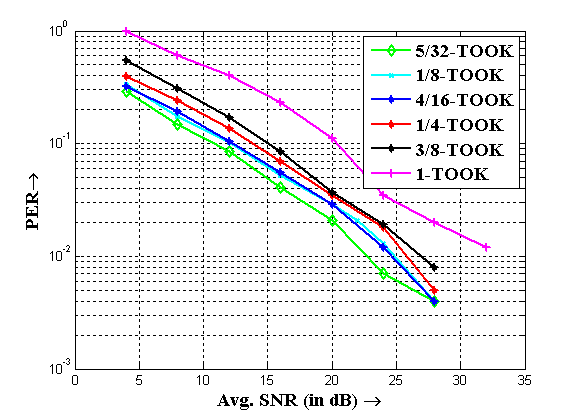 10⁰
5/32-TOOK
1/8-TOOK
4/16-TOOK
1/4-TOOK
3/8-TOOK
1-TOOK
10⁻¹
PER→
10⁻²
10⁻³
0 5 10 15 20 25 30 35
Avg. SNR (in dB) →